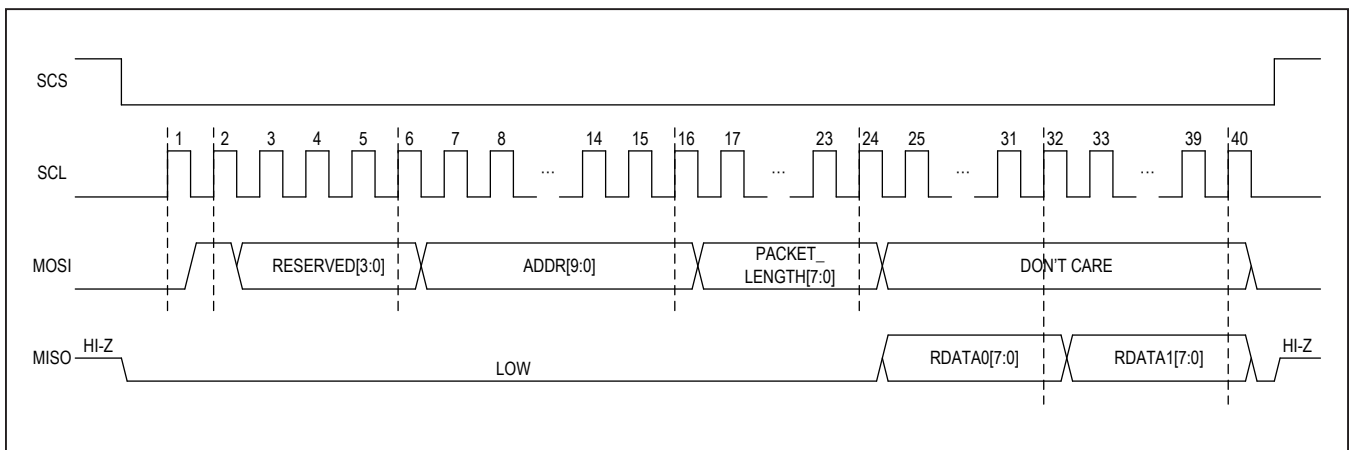 SCS
1 2 3 4 5 6 7 8 14 15 16 17 23 24 25 31 32 33 39 40
SCL ... ... ... ...
MOSI RESERVED[3:0] ADDR[9:0] PACKET_
LENGTH[7:0] DON'T CARE
MISO HI-Z LOW RDATA0[7:0] RDATA1[7:0] HI-Z